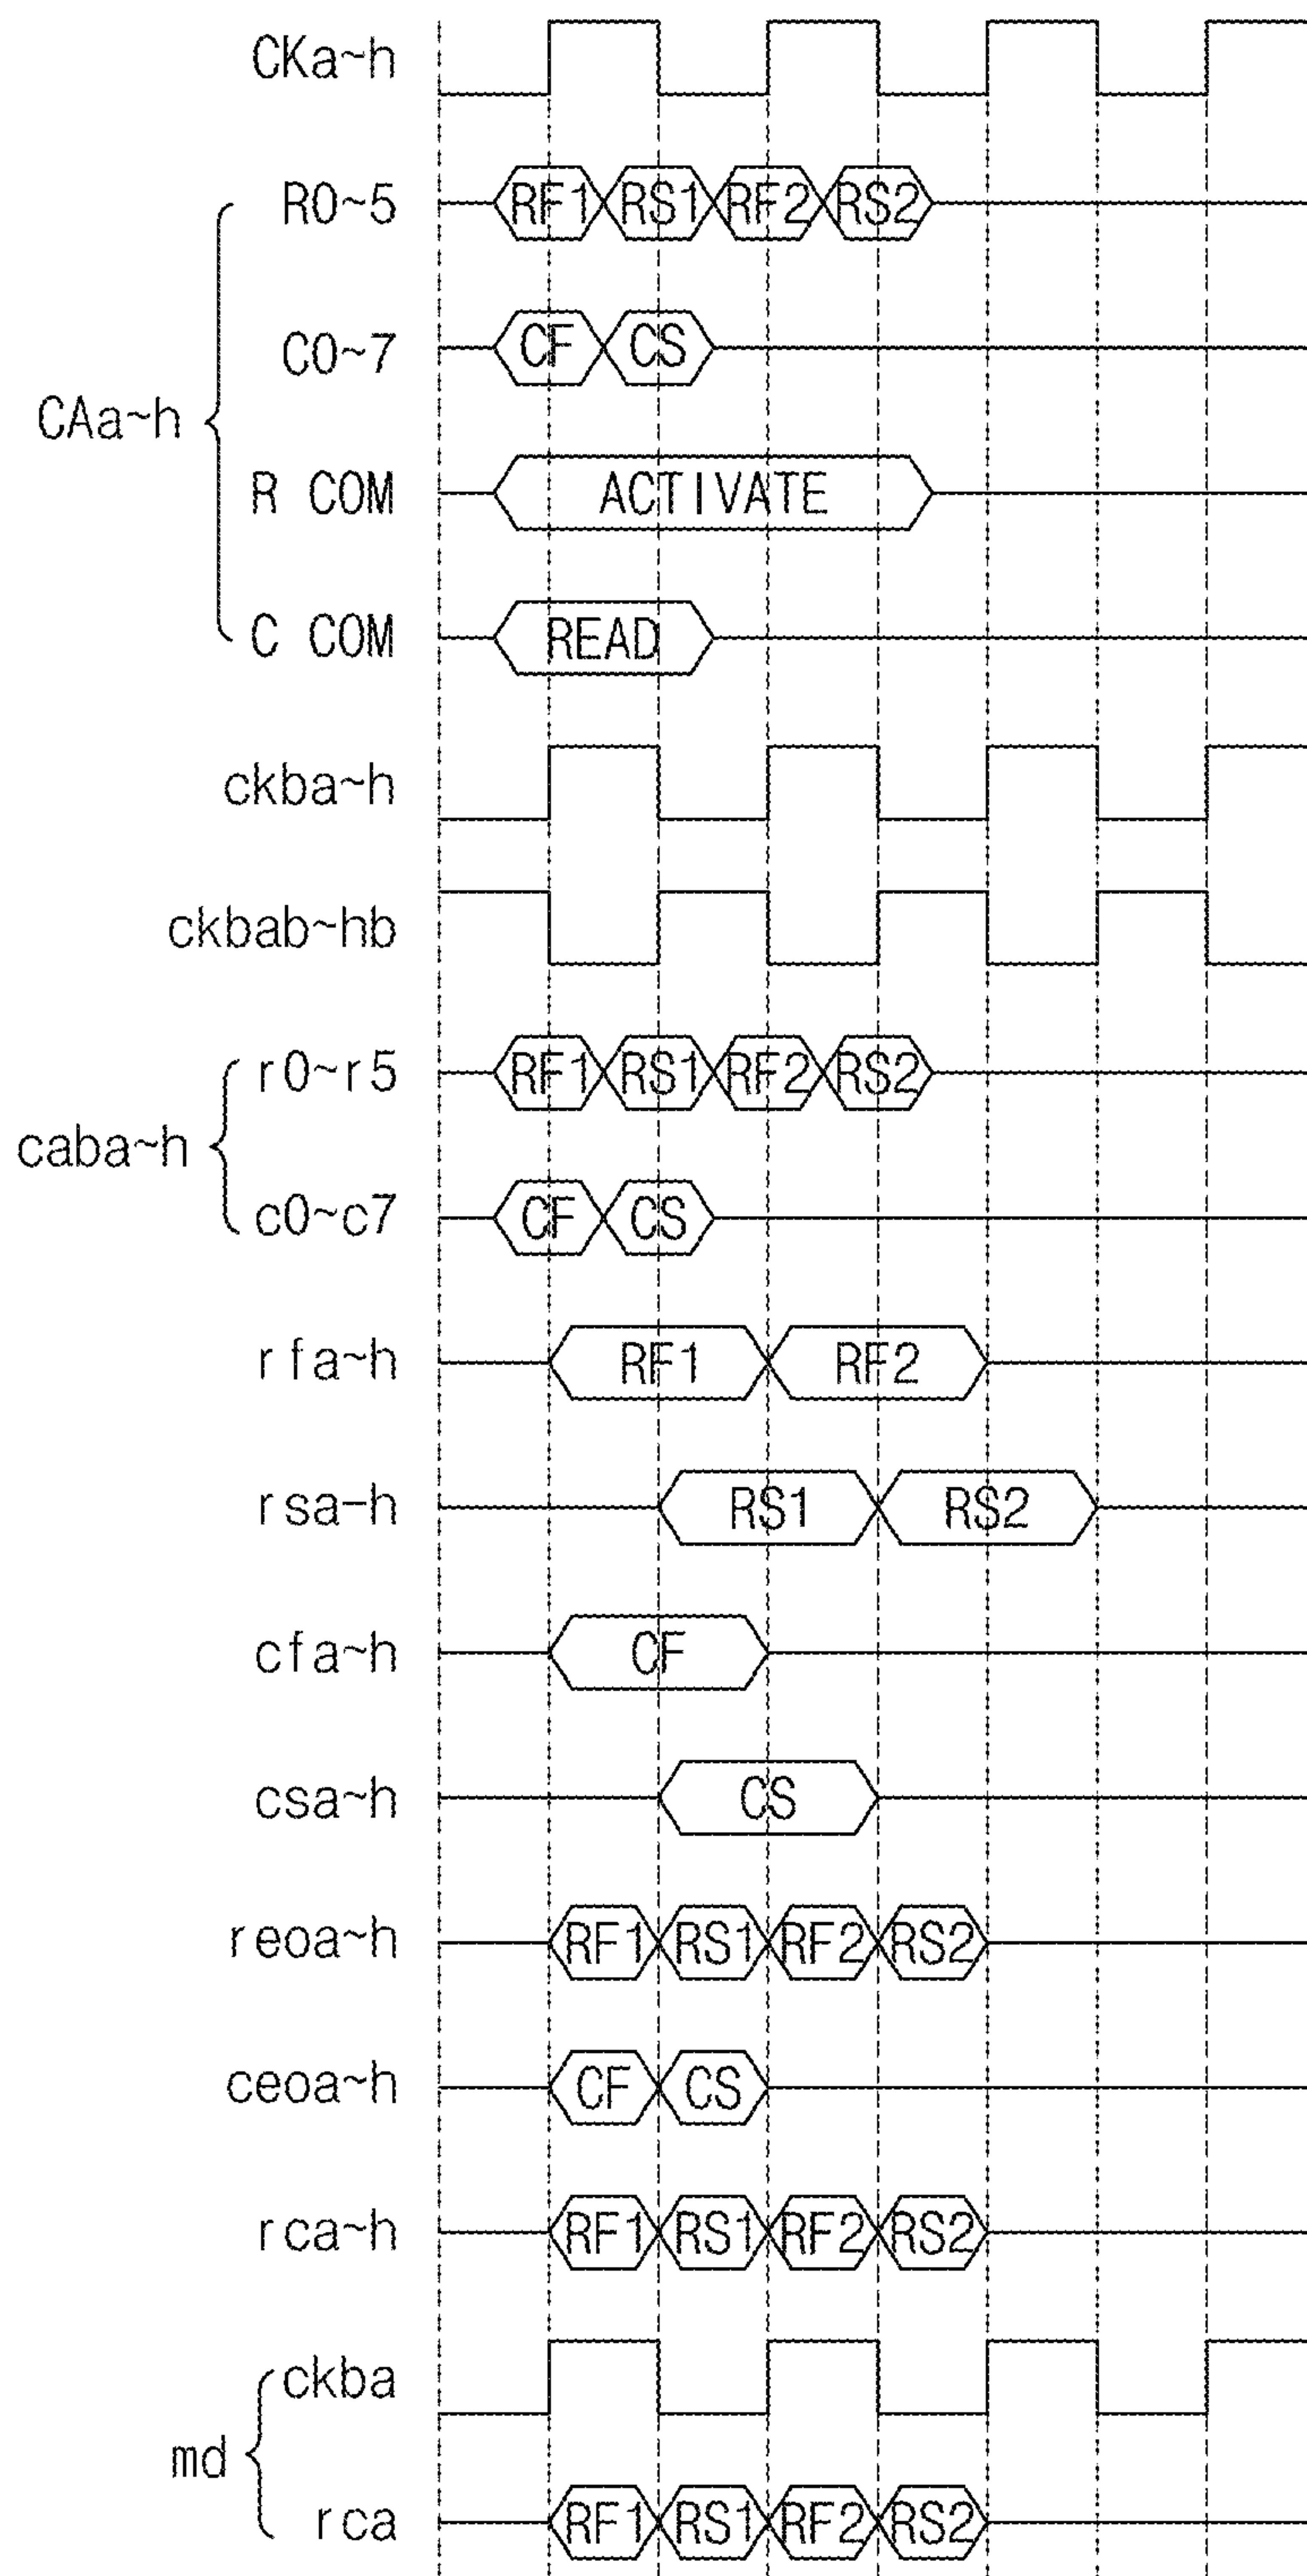 CKa~h
R0~5 RF1 RS1 RF2 RS2
C0~7 CF CS
CAa~h
R COM ACTIVATE
C COM READ
ckba~h
ckbab~hb
r0~r5 RF1 RS1 RF2 RS2
caba~h
c0~c7 CF CS
rfa~h RF1 RF2
rsa-h RS1 RS2
cfa~h CF
csa~h CS
reoa~h RF1 RS1 RF2 RS2
ceoa~h CF CS
rca~h RF1 RS1 RF2 RS2
ckba
md
rca RF1 RS1 RF2 RS2